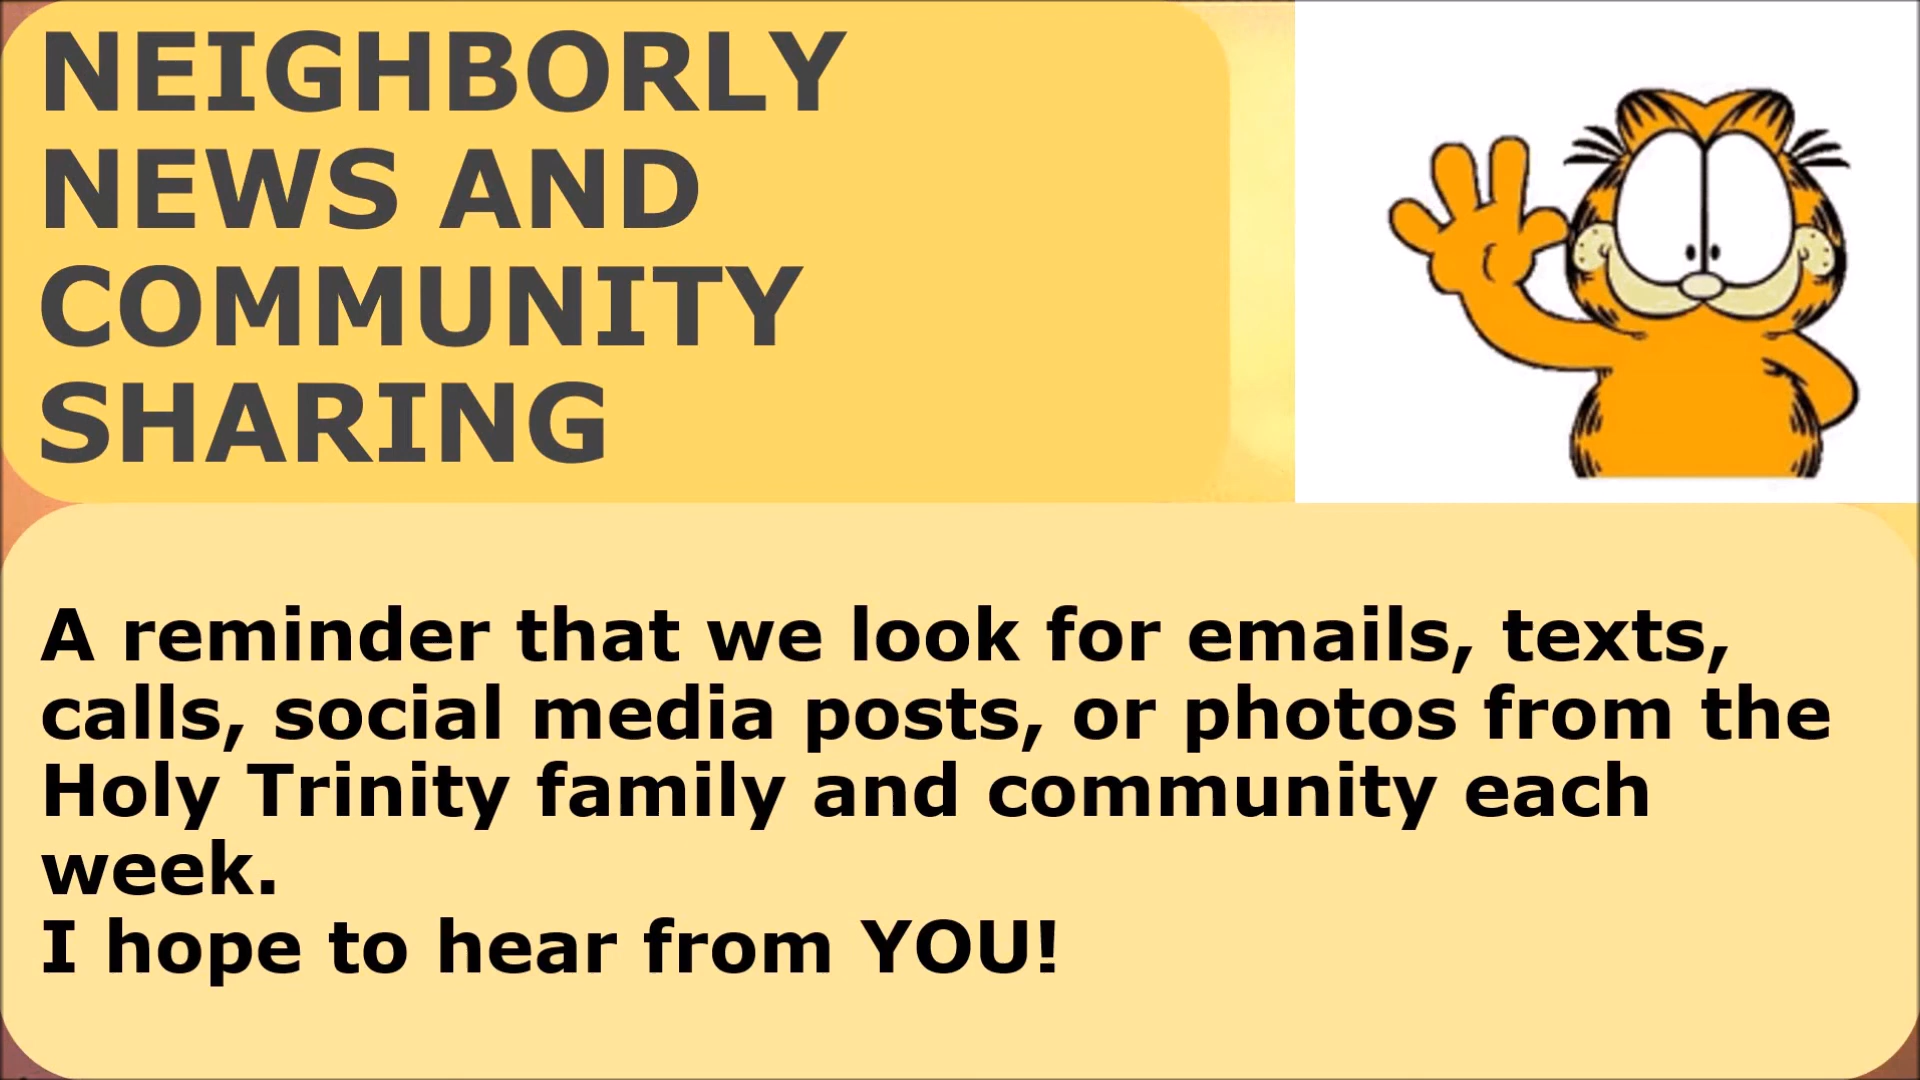 NEIGHBORLY
NEWS AND
COMMUNITY
SHARING
A reminder that we look for emails, texts,
calls, social media posts, or photos from the
Holy Trinity family and community each
week.
I hope to hear from YOU!